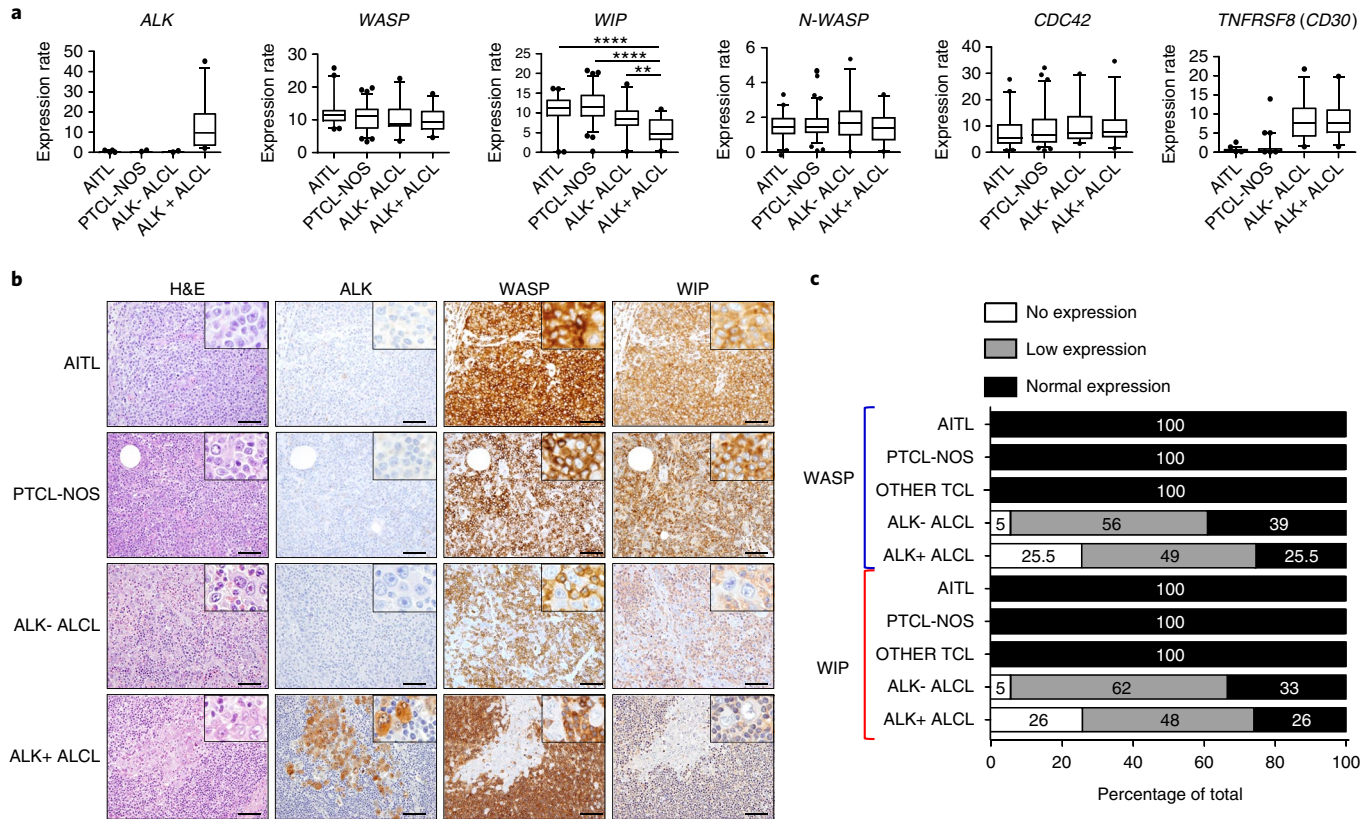 a
ALK
WASP
WIP
N-WASP
CDC42
TNFRSF8 (CD30)
Expression rate
50
40
30
20
10
AITL
PTCL-NOS
ALK- ALCL
ALK + ALCL
Expression rate
30
20
10
0
AITL
PTCL-NOS
ALK- ALCL
ALK+ ALCL
Expression rate
25
20
15
10
5
0
****
****
**
AITL
PTCL-NOS
ALK- ALCL
ALK+ ALCL
Expression rate
6
4
2
0
AITL
PTCL-NOS
ALK- ALCL
ALK+ ALCL
Expression rate
40
30
20
10
0
AITL
PTCL-NOS
ALK- ALCL
ALK+ ALCL
Expression rate
25
20
15
10
5
0
AITL
PTCL-NOS
ALK- ALCL
ALK+ ALCL
b
H&E
ALK
WASP
WIP
AITL
PTCL-NOS
ALK- ALCL
ALK+ ALCL
c
No expression
Low expression
Normal expression
WASP
AITL
100
PTCL-NOS
100
OTHER TCL
100
ALK- ALCL
5 56 39
ALK+ ALCL
25.5 49 25.5
WIP
AITL
100
PTCL-NOS
100
OTHER TCL
100
ALK- ALCL
5 62 33
ALK+ ALCL
26 48 26
0 20 40 60 80 100
Percentage of total